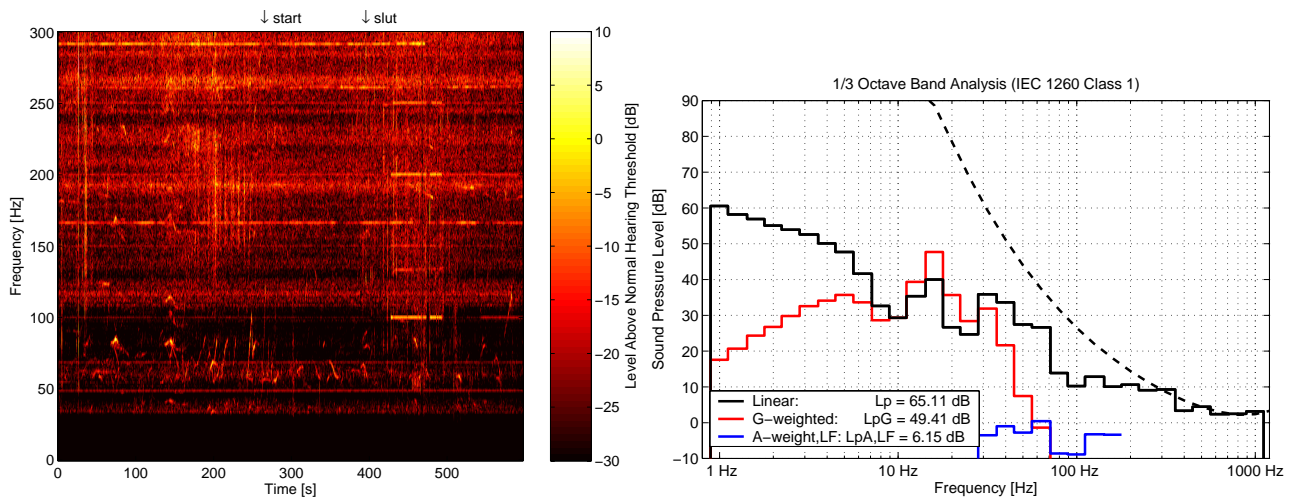 ↓ start
↓ slut
300
250
200
150
100
50
0
Frequency [Hz]
0
100
200
300
400
500
Time [s]
10
5
0
−5
−10
−15
−20
−25
−30
Level Above Normal Hearing Threshold [dB]
1/3 Octave Band Analysis (IEC 1260 Class 1)
90
80
70
60
50
40
30
20
10
0
−10
Sound Pressure Level [dB]
Linear: Lp = 65.11 dB
G−weighted: LpG = 49.41 dB
A−weight,LF: LpA,LF = 6.15 dB
1 Hz
10 Hz
100 Hz
1000 Hz
Frequency [Hz]